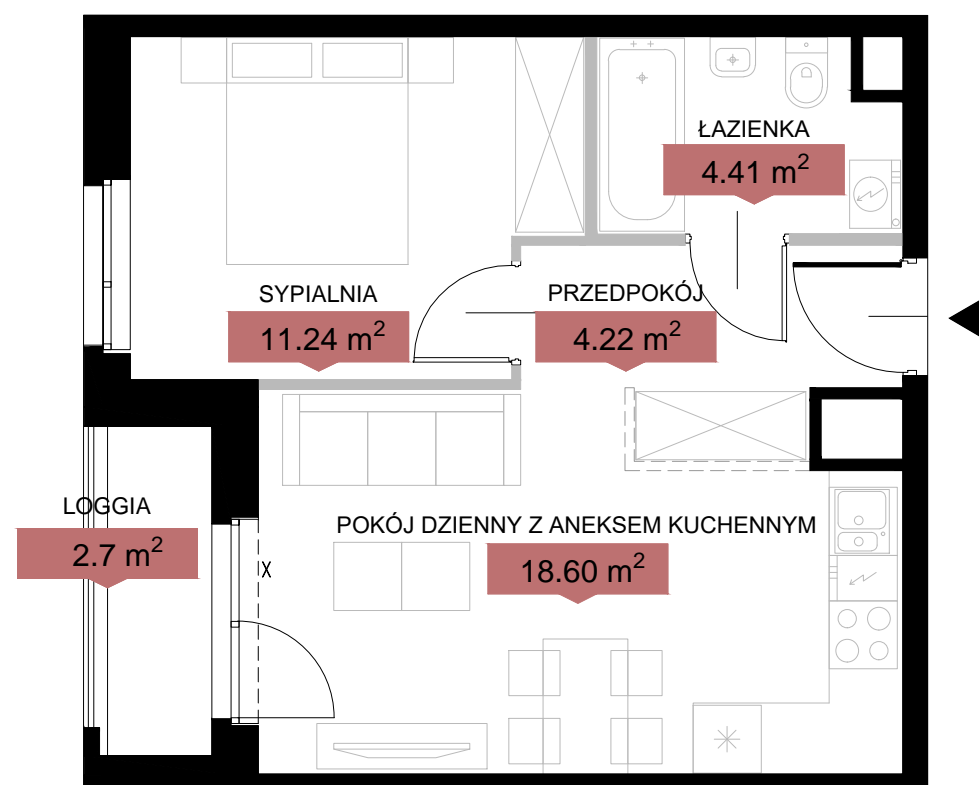 ŁAZIENKA
4.41 m²
SYPIALNIA
11.24 m²
PRZEDPOKÓJ
4.22 m²
LOGGIA
2.7 m²
POKÓJ DZIENNY Z ANEKSEM KUCHENNYM
18.60 m²
X